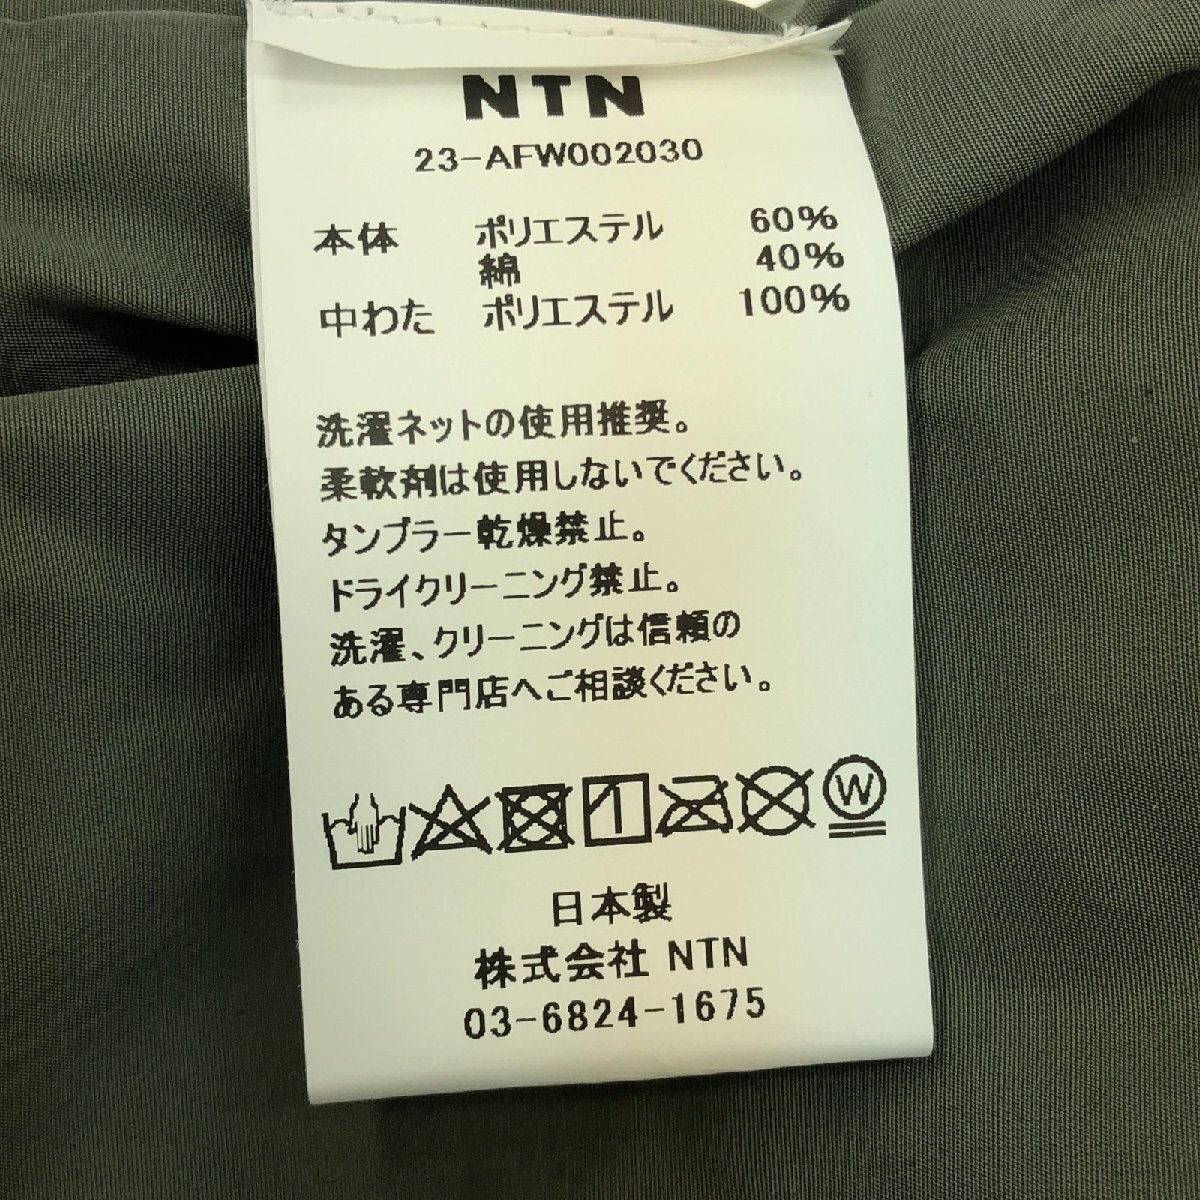 NTN
23-AFW002030
本体 ポリエステル 60%
綿 40%
中わた ポリエステル 100%
洗濯ネットの使用推奨。
柔軟剤は使用しないでください。
タンブラー乾燥禁止。
ドライクリーニング禁止。
洗濯、クリーニングは信頼の
ある専門店へご相談ください。
W
日本製
株式会社 NTN
03-6824-1675